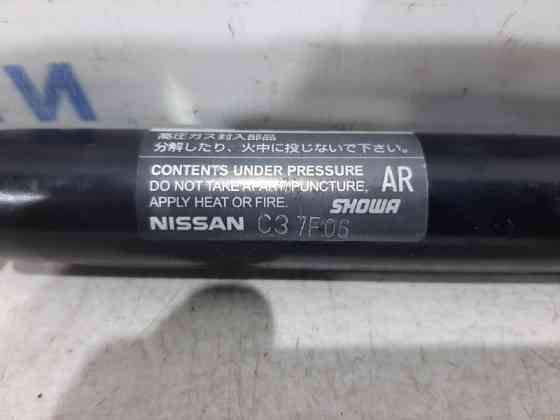 高圧ガス封入部品
分解したり、火中に投じないで下さい。
CONTENTS UNDER PRESSURE
DO NOT TAKE APART/PUNCTURE,
APPLY HEAT OR FIRE.
AR
SHOWA
NISSAN C3 7F06